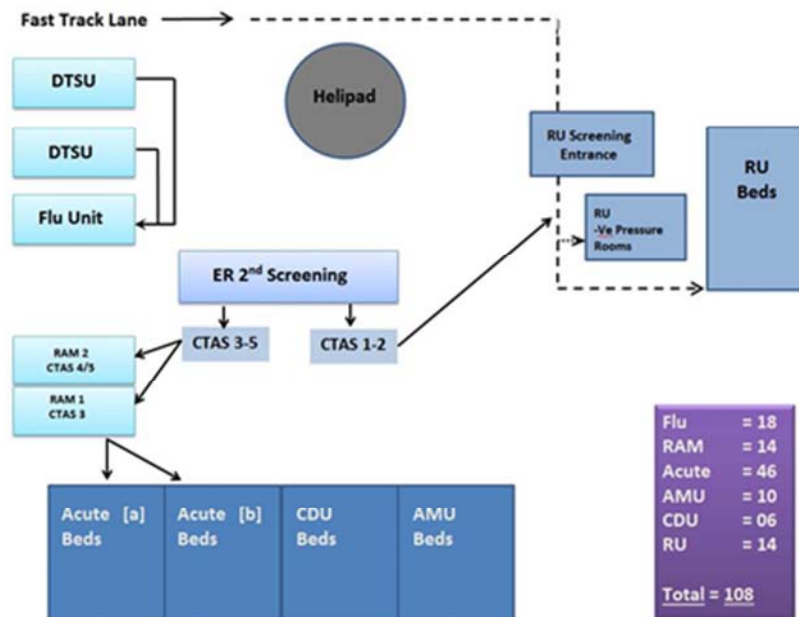 Fast Track Lane
DTSU
DTSU
Flu Unit
Helipad
RU Screening
Entrance
RU
-Ve Pressure
Rooms
RU
Beds
ER 2nd Screening
CTAS 3-5
CTAS 1-2
RAM 2
CTAS 4/5
RAM 1
CTAS 3
Acute [a]
Beds
Acute [b]
Beds
CDU
Beds
AMU
Beds
Flu = 18
RAM = 14
Acute = 46
AMU = 10
CDU = 06
RU = 14
Total = 108